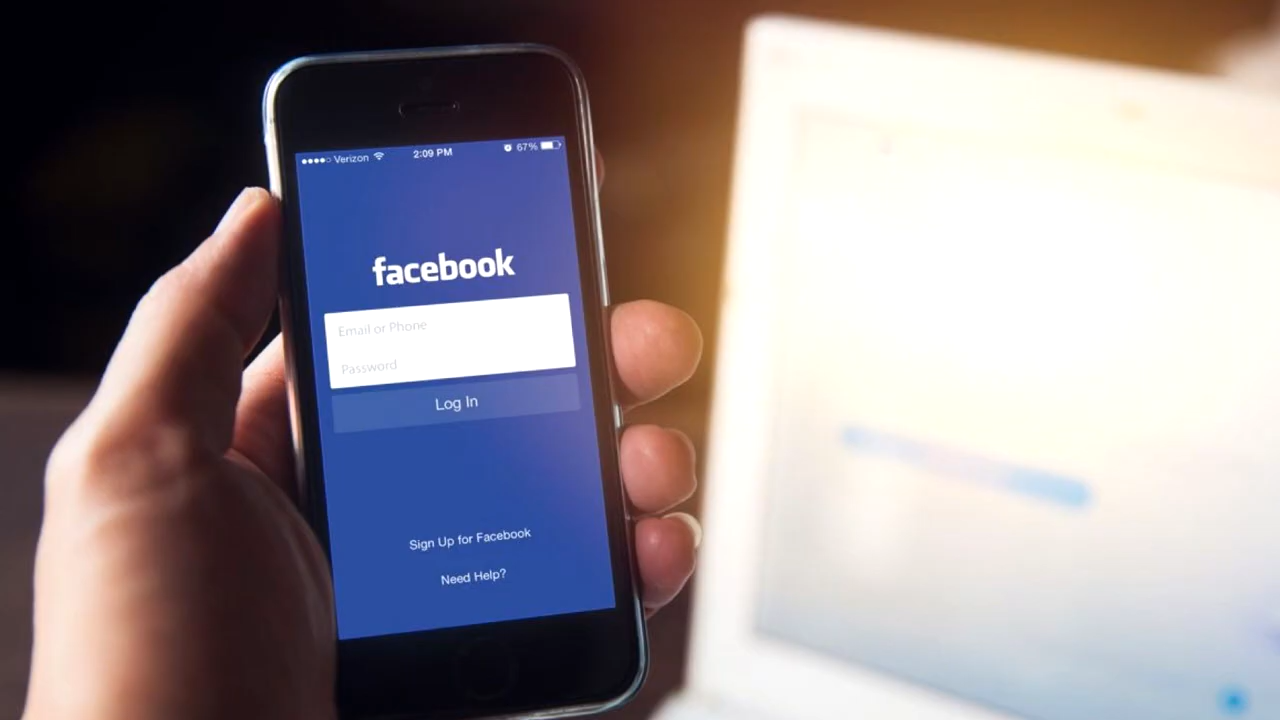 Verizon 2:09 PM 67%
facebook
Email or Phone
Password
Log In
Sign Up for Facebook
Need Help?